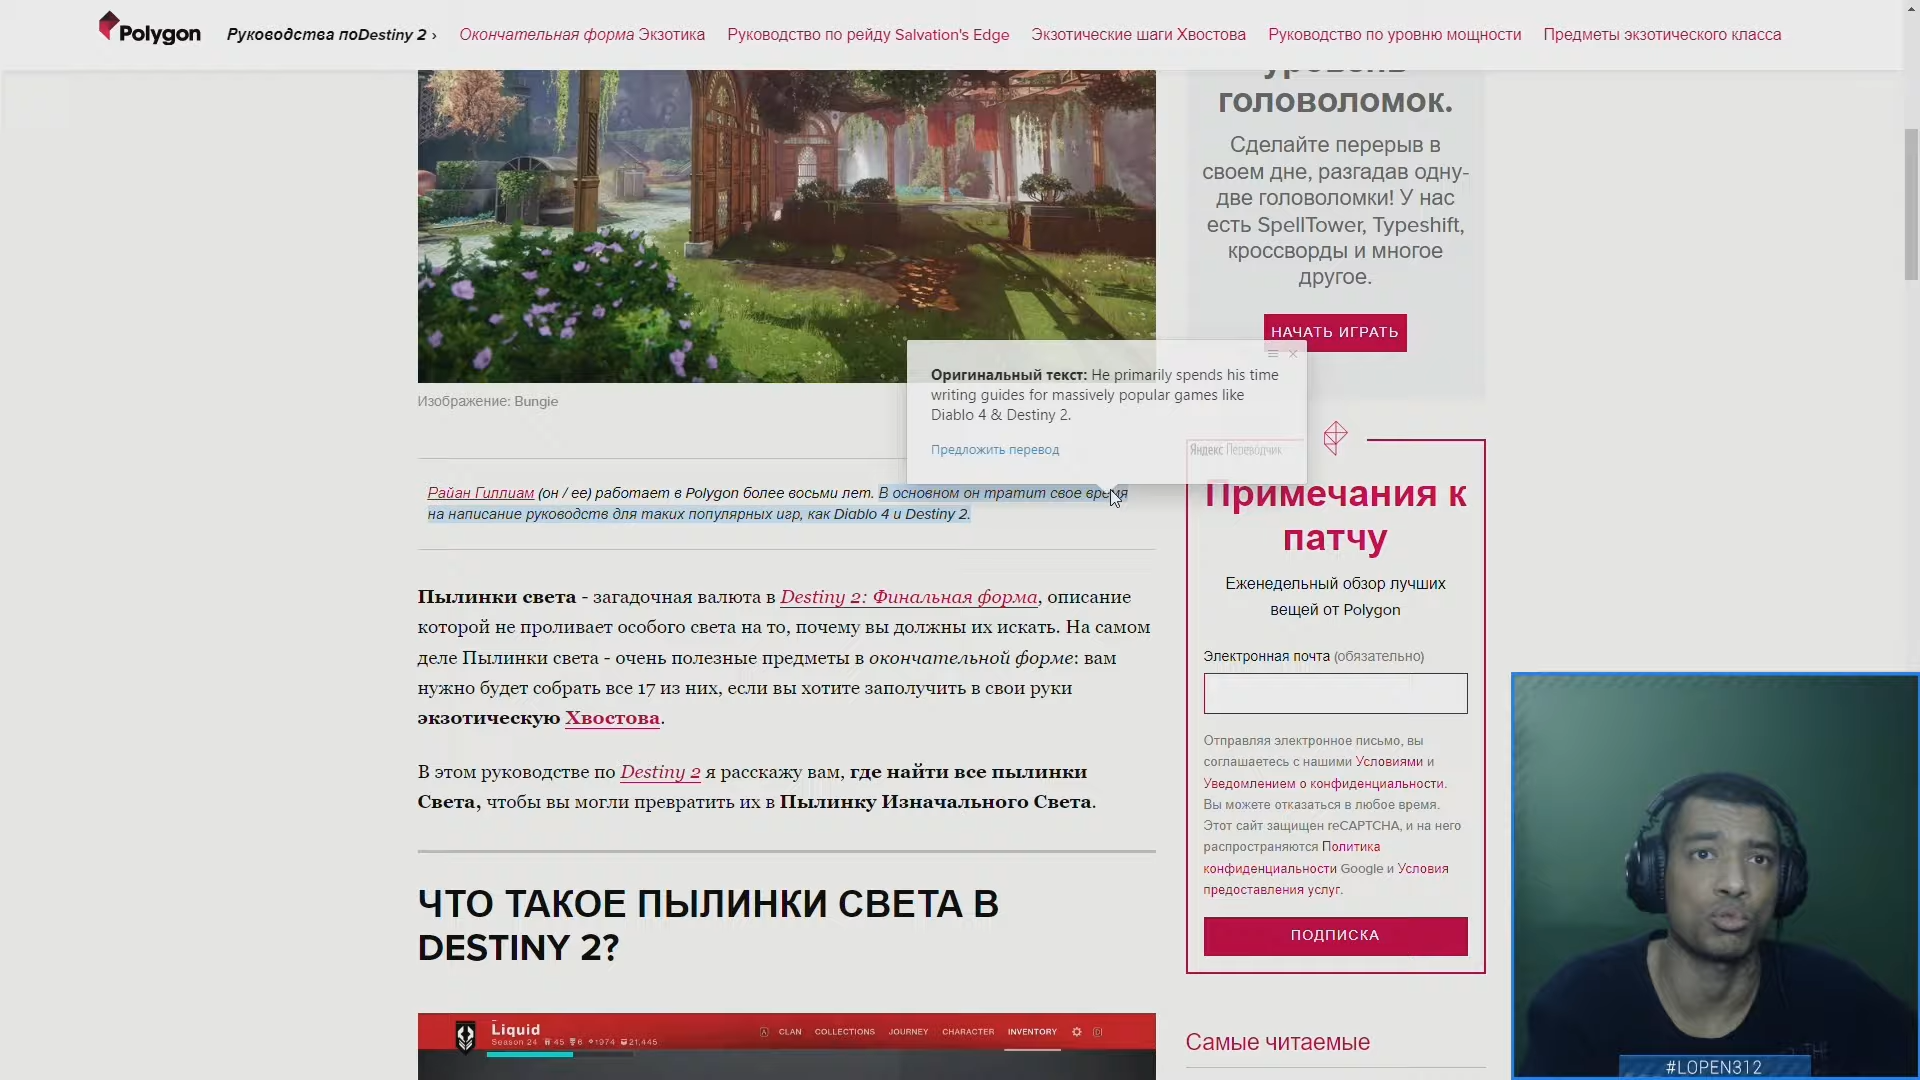 Polygon
Руководства поDestiny 2 ›
Окончательная форма Экзотика
Руководство по рейду Salvation's Edge
Экзотические шаги Хвостова
Руководство по уровню мощности
Предметы экзотического класса
уровень
головоломок.
Сделайте перерыв в
своем дне, разгадав одну-
две головоломки! У нас
есть SpellTower, Typeshift,
кроссворды и многое
другое.
НАЧАТЬ ИГРАТЬ
Изображение: Bungie
Оригинальный текст: He primarily spends his time
writing guides for massively popular games like
Diablo 4 & Destiny 2.
Предложить перевод
Яндекс Переводчик
Райан Гиллиам (он / ее) работает в Polygon более восьми лет. В основном он тратит свое время
на написание руководств для таких популярных игр, как Diablo 4 и Destiny 2.
Пылинки света - загадочная валюта в Destiny 2: Финальная форма, описание
которой не проливает особого света на то, почему вы должны их искать. На самом
деле Пылинки света - очень полезные предметы в окончательной форме: вам
нужно будет собрать все 17 из них, если вы хотите заполучить в свои руки
экзотическую Хвостова.
В этом руководстве по Destiny 2 я расскажу вам, где найти все пылинки
Света, чтобы вы могли превратить их в Пылинку Изначального Света.
ЧТО ТАКОЕ ПЫЛИНКИ СВЕТА В
DESTINY 2?
Liquid
Season 24 45 6 1974 21,445
A CLAN COLLECTIONS JOURNEY CHARACTER INVENTORY D
Примечания к
патчу
Еженедельный обзор лучших
вещей от Polygon
Электронная почта (обязательно)
Отправляя электронное письмо, вы
соглашаетесь с нашими Условиями и
Уведомлением о конфиденциальности.
Вы можете отказаться в любое время.
Этот сайт защищен reCAPTCHA, и на него
распространяются Политика
конфиденциальности Google и Условия
предоставления услуг.
ПОДПИСКА
Самые читаемые
#LOPEN312